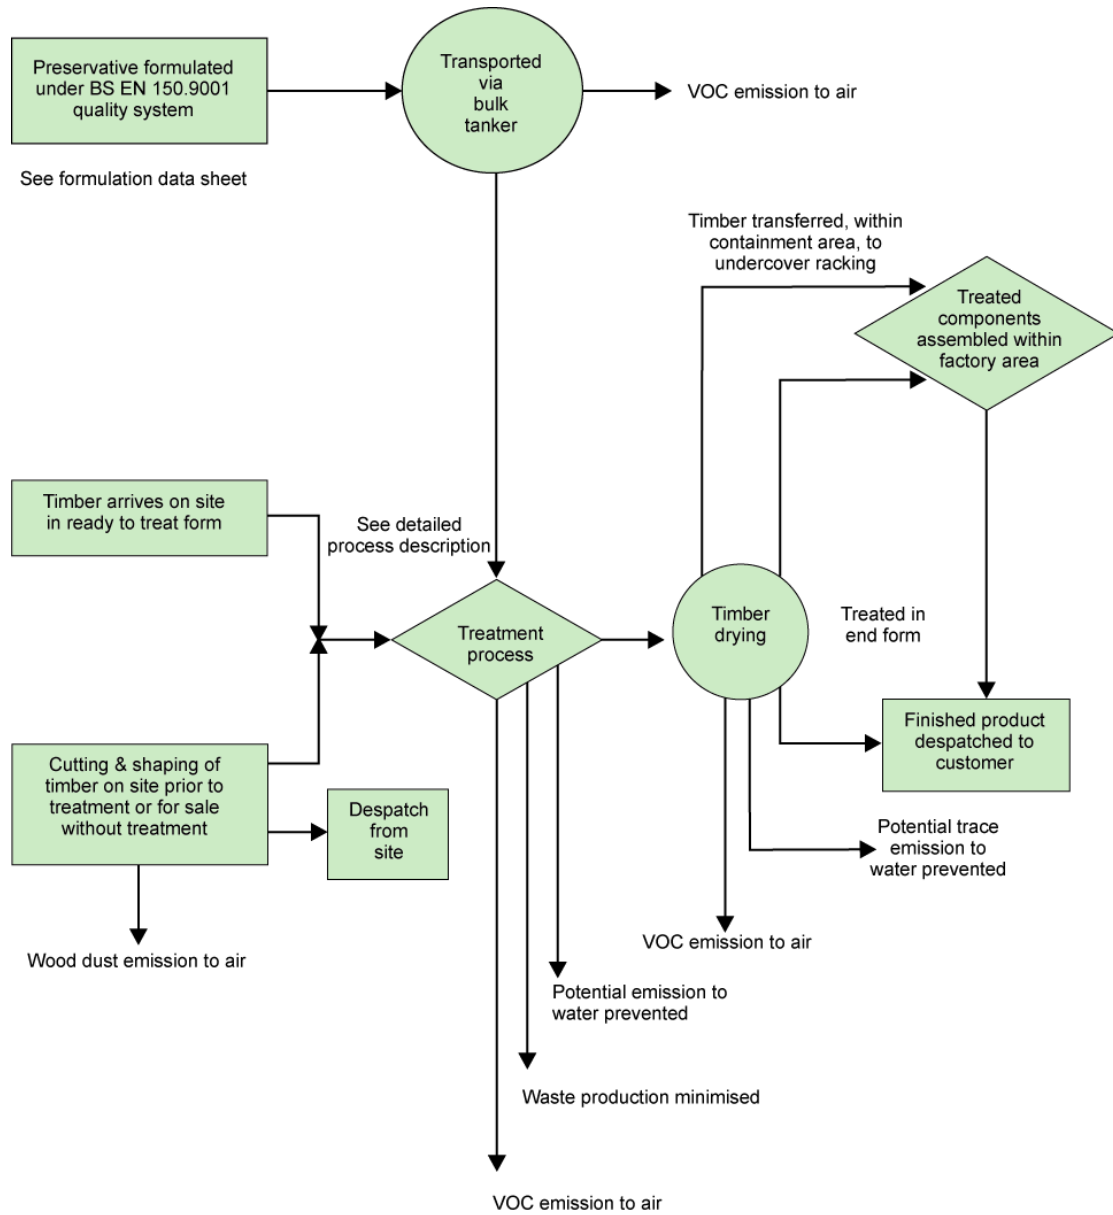 Preservative formulated
under BS EN 150.9001
quality system
See formulation data sheet
Transported
via
bulk
tanker
VOC emission to air
Timber transferred, within
containment area, to
undercover racking
Treated
components
assembled within
factory area
Timber arrives on site
in ready to treat form
See detailed
process description
Treatment
process
Timber
drying
Treated in
end form
Finished product
despatched to
customer
Cutting & shaping of
timber on site prior to
treatment or for sale
without treatment
Despatch
from
site
Potential trace
emission to
water prevented
Wood dust emission to air
VOC emission to air
Potential emission to
water prevented
Waste production minimised
VOC emission to air